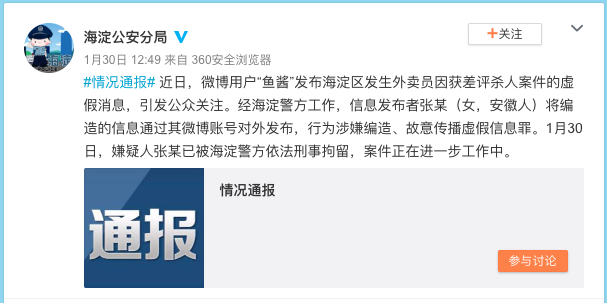 海淀公安分局
+关注
1月30日 12:49 来自 360安全浏览器
#情况通报# 近日，微博用户“鱼酱”发布海淀区发生外卖员因获差评杀人案件的虚
假消息，引发公众关注。经海淀警方工作，信息发布者张某（女，安徽人）将编
造的信息通过其微博账号对外发布，行为涉嫌编造、故意传播虚假信息罪。1月30
日，嫌疑人张某已被海淀警方依法刑事拘留，案件正在进一步工作中。
通报
情况通报
参与讨论